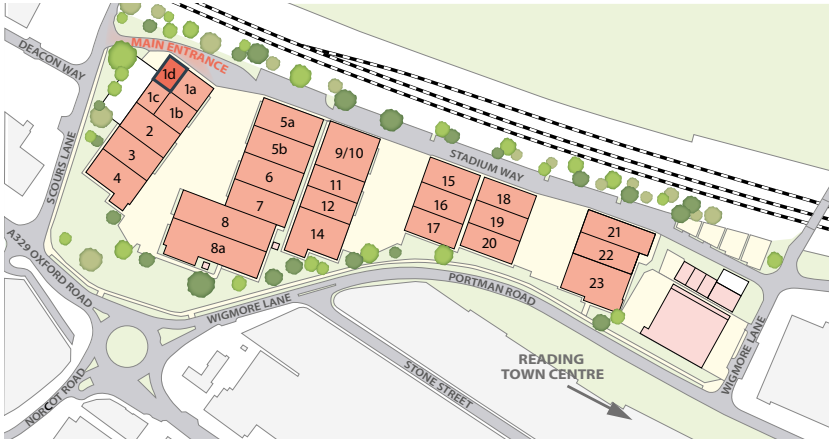 MAIN ENTRANCE
DEACON WAY
1d
1a
1c
1b
2
3
4
SCOURS LANE
5a
5b
6
7
8
8a
9/10
11
12
14
STADIUM WAY
15
16
17
18
19
20
21
22
23
A329 OXFORD ROAD
WIGMORE LANE
PORTMAN ROAD
WIGMORE LANE
NORCOT ROAD
STONE STREET
READING
TOWN CENTRE